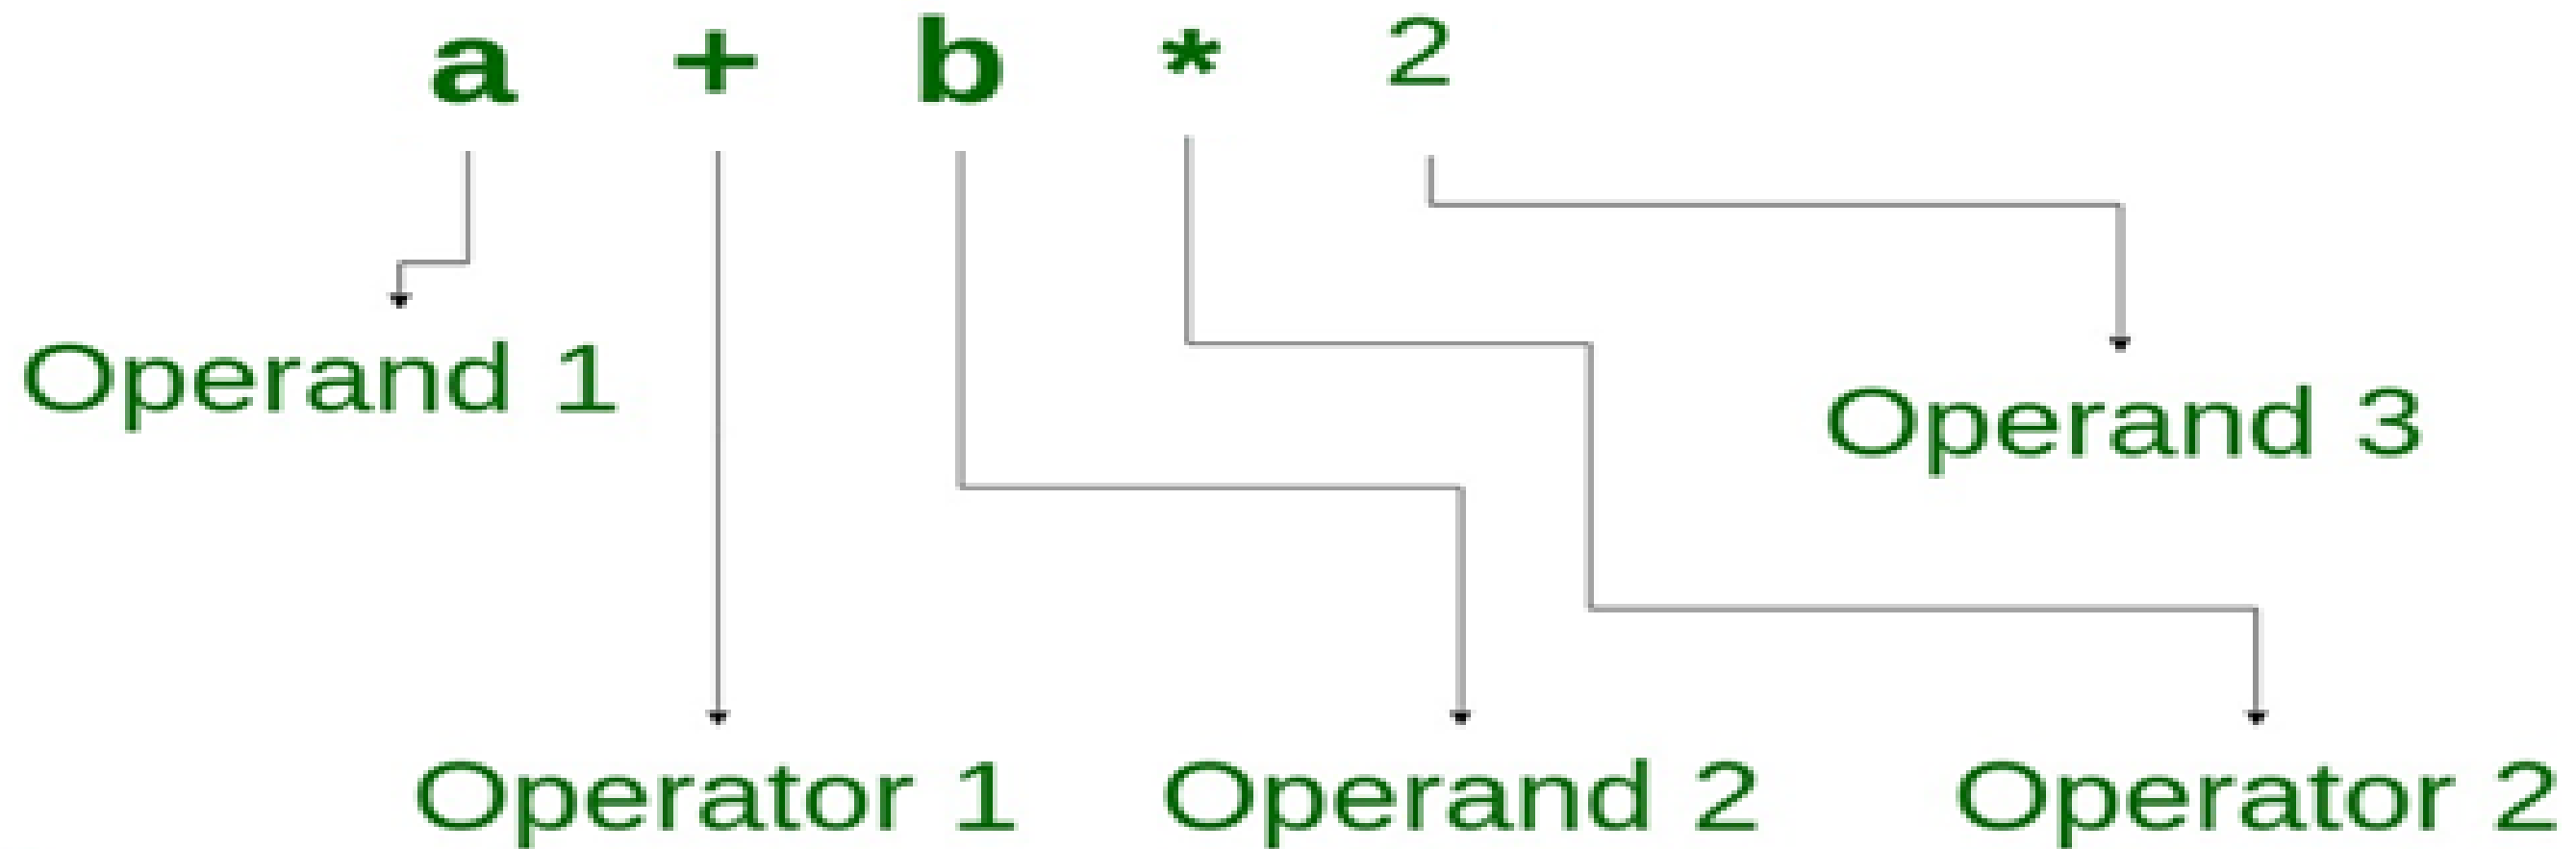 a + b * 2
Operand 1
Operand 3
Operator 1
Operand 2
Operator 2